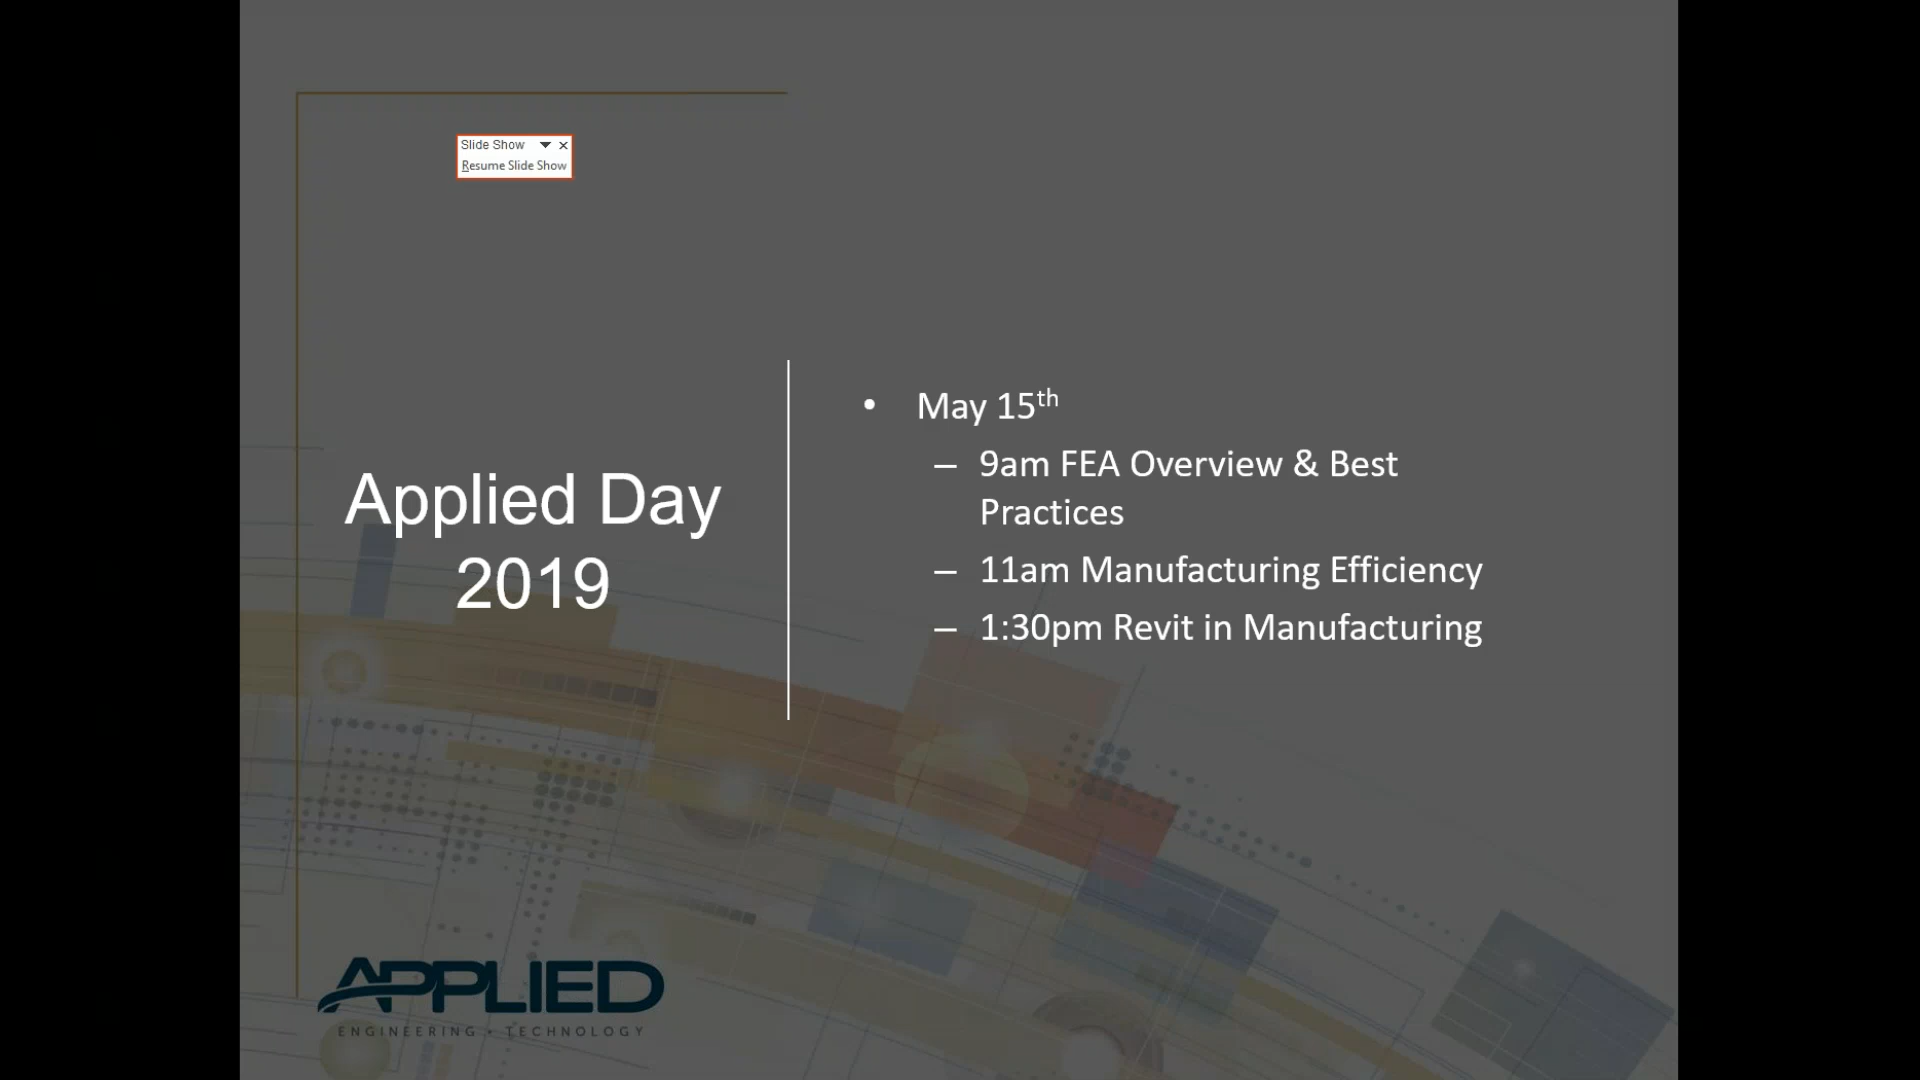 Slide Show
Resume Slide Show
Applied Day
2019
• May 15th
– 9am FEA Overview & Best
Practices
– 11am Manufacturing Efficiency
– 1:30pm Revit in Manufacturing
APPLIED
ENGINEERING • TECHNOLOGY